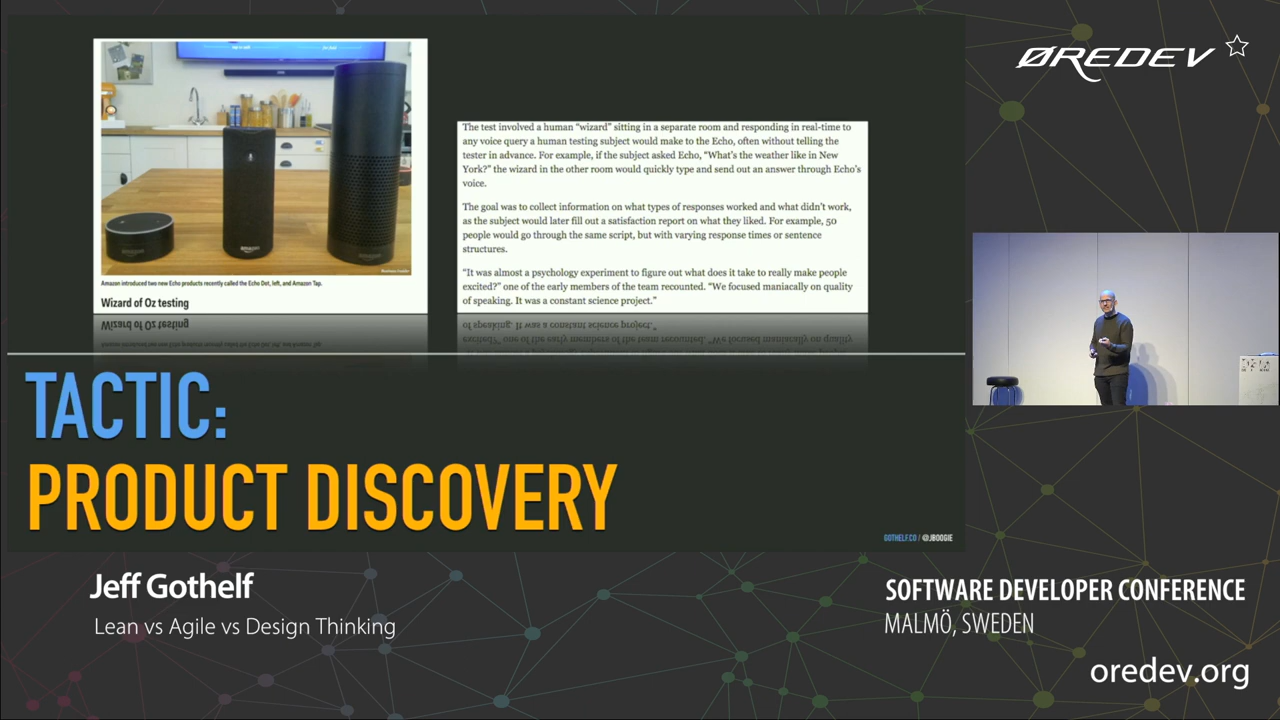 ØREDEV
The test involved a human “wizard” sitting in a separate room and responding in real-time to
any voice query a human testing subject would make to the Echo, often without telling the
tester in advance. For example, if the subject asked Echo, “What's the weather like in New
York?” the wizard in the other room would quickly type and send out an answer through Echo's
voice.
The goal was to collect information on what types of responses worked and what didn't work,
as the subject would later fill out a satisfaction report on what they liked. For example, 50
people would go through the same script, but with varying response times or sentence
structures.
“It was almost a psychology experiment to figure out what does it take to really make people
excited?” one of the early members of the team recounted. “We focused maniacally on quality
of speaking. It was a constant science project.”
Amazon introduced two new Echo products recently called the Echo Dot, left, and Amazon Tap.
Wizard of Oz testing
TACTIC:
PRODUCT DISCOVERY
GOTHELF.CO / @JBOOGIE
Jeff Gothelf
Lean vs Agile vs Design Thinking
SOFTWARE DEVELOPER CONFERENCE
MALMÖ, SWEDEN
oredev.org